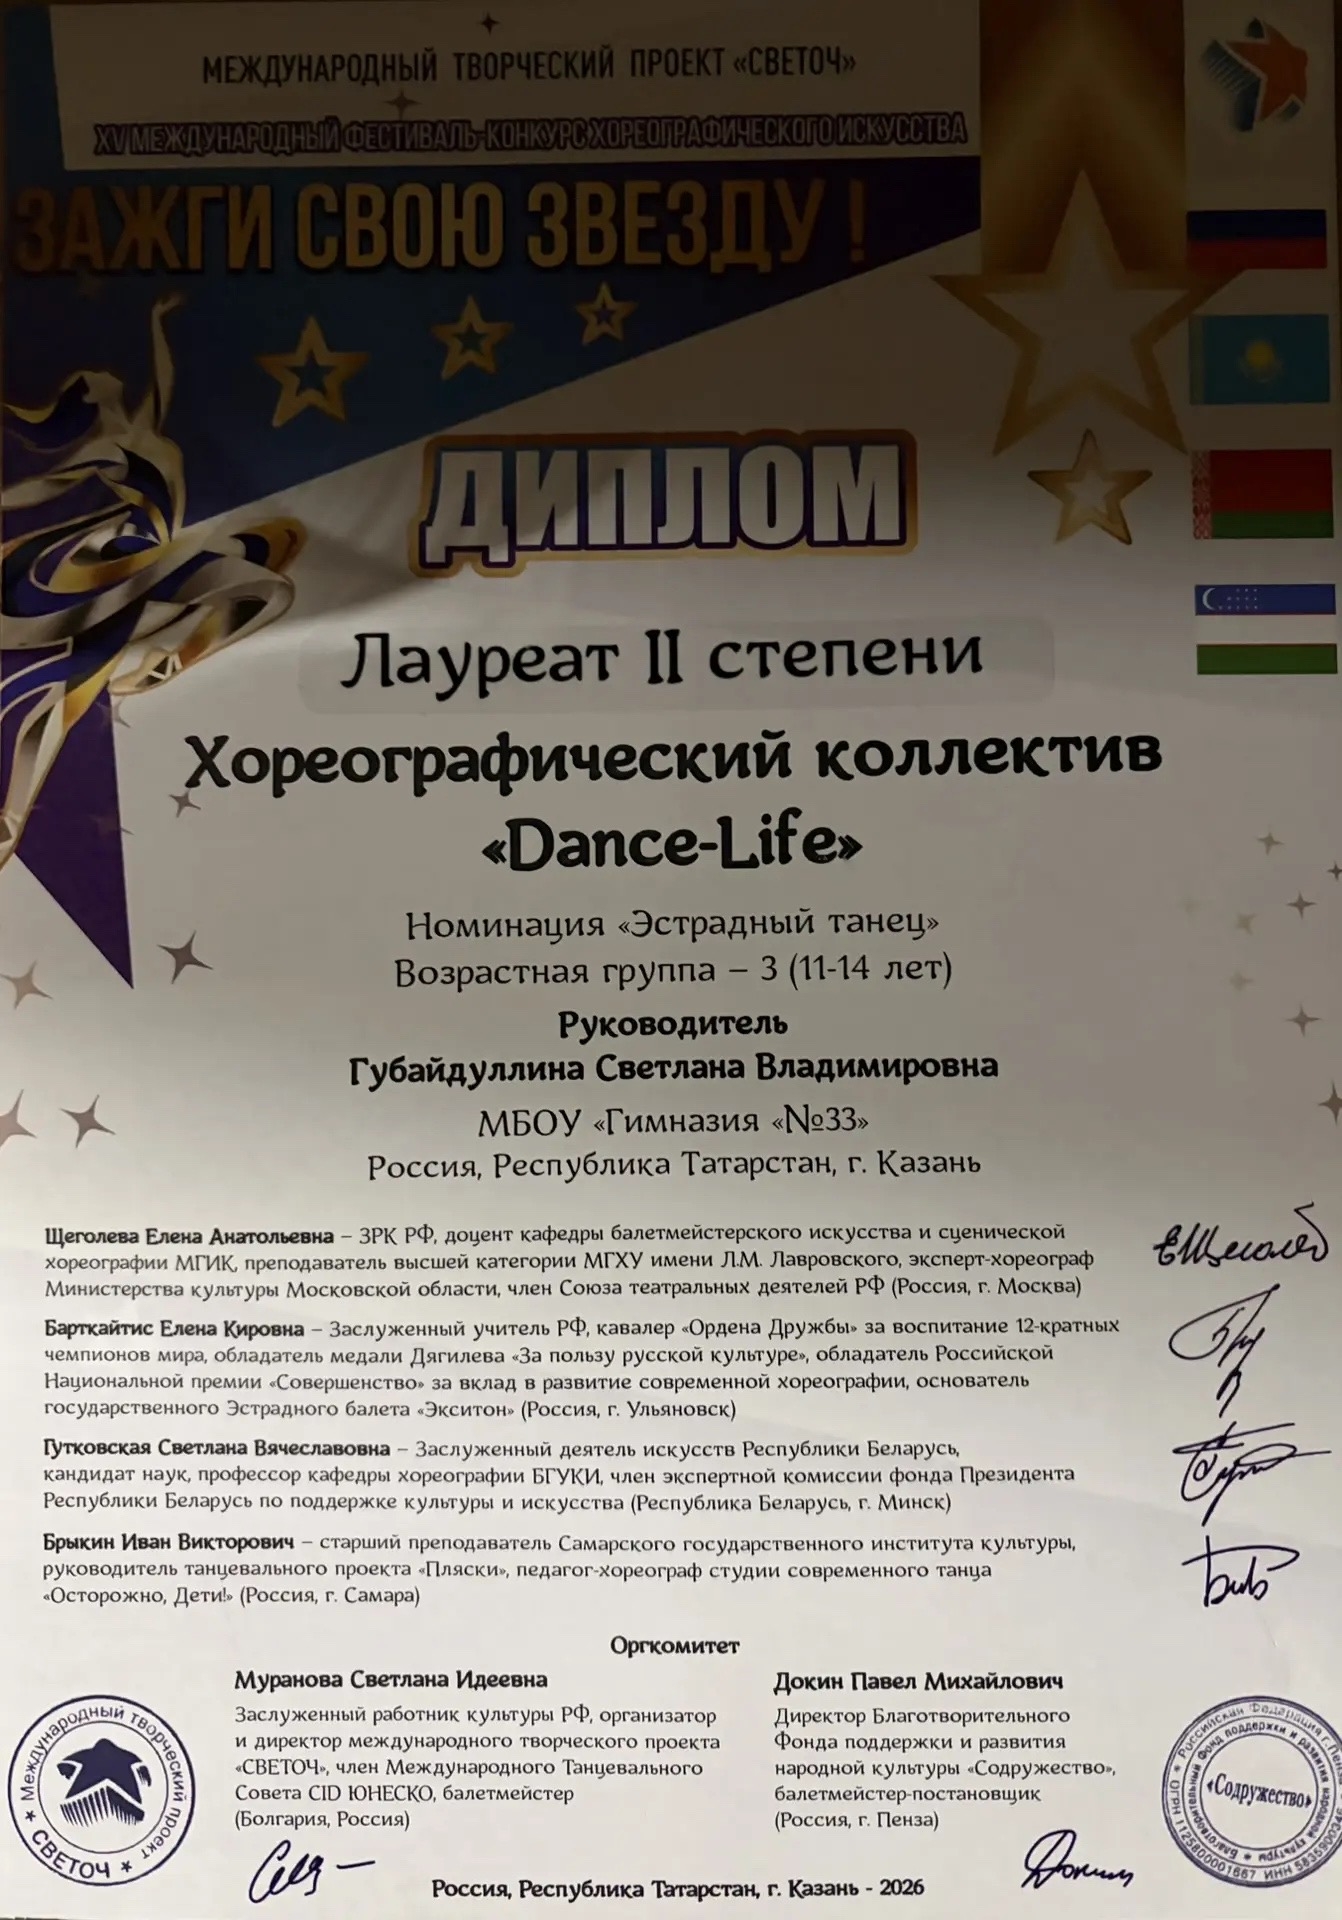 МЕЖДУНАРОДНЫЙ ТВОРЧЕСКИЙ ПРОЕКТ «СВЕТОЧ»
XV МЕЖДУНАРОДНЫЙ ФЕСТИВАЛЬ-КОНКУРС ХОРЕОГРАФИЧЕСКОГО ИСКУССТВА
ЗАЖГИ СВОЮ ЗВЕЗДУ !
ДИПЛОМ
Лауреат II степени
Хореографический коллектив
«Dance-Life»
Номинация «Эстрадный танец»
Возрастная группа – 3 (11-14 лет)
Руководитель
Губайдуллина Светлана Владимировна
МБОУ «Гимназия «№33»
Россия, Республика Татарстан, г. Казань
Щеголева Елена Анатольевна – ЗРК РФ, доцент кафедры балетмейстерского искусства и сценической
хореографии МГИК, преподаватель высшей категории МГХУ имени Л.М. Лавровского, эксперт-хореограф
Министерства культуры Московской области, член Союза театральных деятелей РФ (Россия, г. Москва)
Барткайтис Елена Кировна – Заслуженный учитель РФ, кавалер «Ордена Дружбы» за воспитание 12-кратных
чемпионов мира, обладатель медали Дягилева «За пользу русской культуре», обладатель Российской
Национальной премии «Совершенство» за вклад в развитие современной хореографии, основатель
государственного Эстрадного балета «Экситон» (Россия, г. Ульяновск)
Гутковская Светлана Вячеславовна – Заслуженный деятель искусств Республики Беларусь,
кандидат наук, профессор кафедры хореографии БГУКИ, член экспертной комиссии фонда Президента
Республики Беларусь по поддержке культуры и искусства (Республика Беларусь, г. Минск)
Брыкин Иван Викторович – старший преподаватель Самарского государственного института культуры,
руководитель танцевального проекта «Пляски», педагог-хореограф студии современного танца
«Осторожно, Дети!» (Россия, г. Самара)
Оргкомитет
Муранова Светлана Идеевна
Заслуженный работник культуры РФ, организатор
и директор международного творческого проекта
«СВЕТОЧ», член Международного Танцевального
Совета CID ЮНЕСКО, балетмейстер
(Болгария, Россия)
Докин Павел Михайлович
Директор Благотворительного
Фонда поддержки и развития
народной культуры «Содружество»,
балетмейстер-постановщик
(Россия, г. Пенза)
Международный творческий проект
СВЕТОЧ
Российская Федерация г. Пенза
Благотворительный Фонд поддержки и развития народной культуры
«Содружество»
Россия, Республика Татарстан, г. Казань - 2026